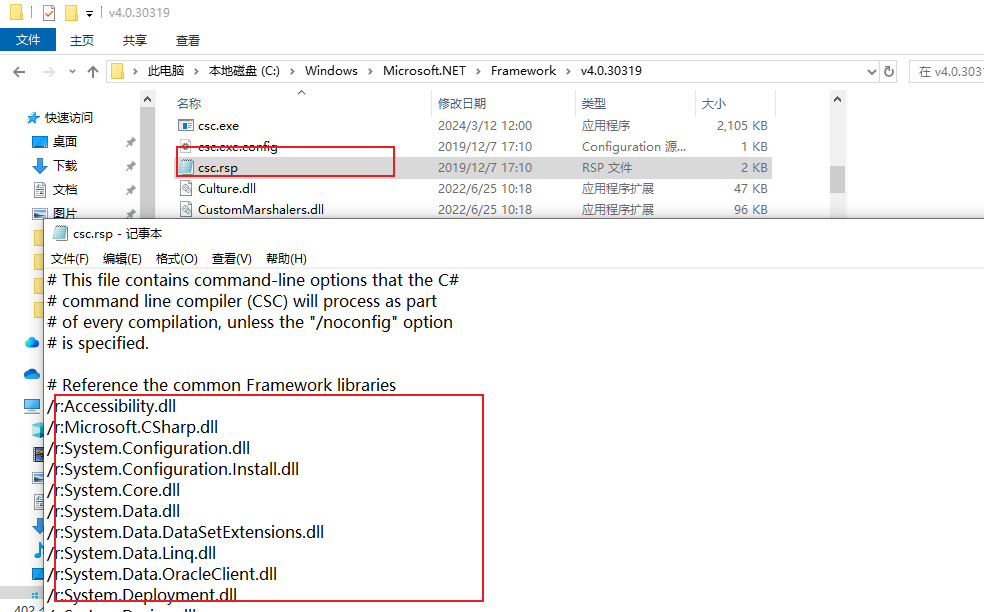 v4.0.30319
文件 主页 共享 查看
此电脑 本地磁盘 (C:) Windows Microsoft.NET Framework v4.0.30319 在 v4.0.303
快速访问
桌面
下载
文档
图片
名称 修改日期 类型 大小
csc.exe 2024/3/12 12:00 应用程序 2,105 KB
csc.exe.config 2019/12/7 17:10 Configuration 源... 1 KB
csc.rsp 2019/12/7 17:10 RSP 文件 2 KB
Culture.dll 2022/6/25 10:18 应用程序扩展 47 KB
CustomMarshalers.dll 2022/6/25 10:18 应用程序扩展 96 KB
csc.rsp - 记事本
文件(F) 编辑(E) 格式(O) 查看(V) 帮助(H)
# This file contains command-line options that the C#
# command line compiler (CSC) will process as part
# of every compilation, unless the "/noconfig" option
# is specified.
# Reference the common Framework libraries
/r:Accessibility.dll
/r:Microsoft.CSharp.dll
/r:System.Configuration.dll
/r:System.Configuration.Install.dll
/r:System.Core.dll
/r:System.Data.dll
/r:System.Data.DataSetExtensions.dll
/r:System.Data.Linq.dll
/r:System.Data.OracleClient.dll
/r:System.Deployment.dll
402